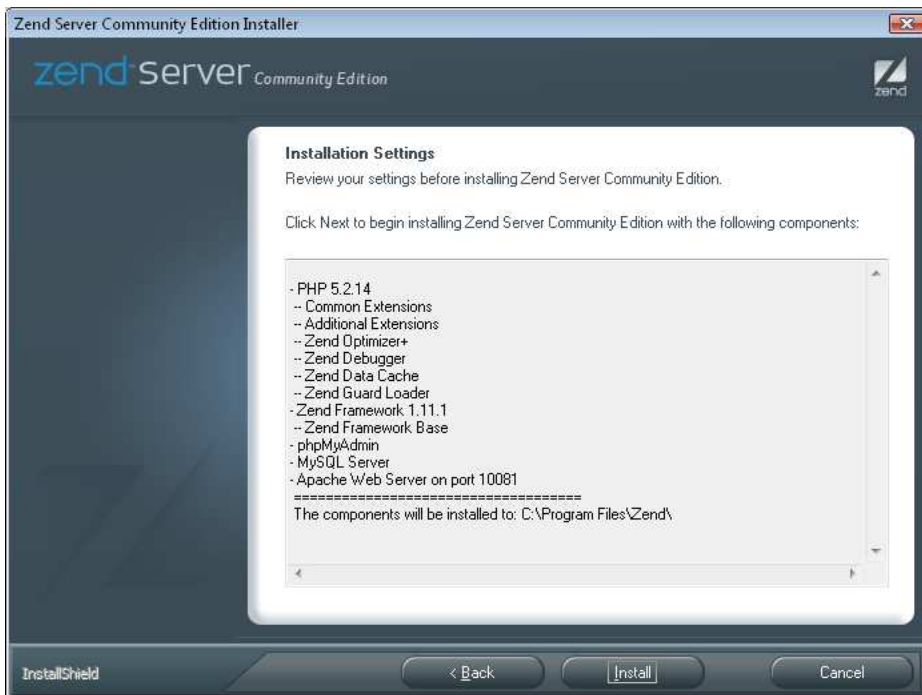 Zend Server Community Edition Installer
zend Server Community Edition
zend
Installation Settings
Review your settings before installing Zend Server Community Edition.
Click Next to begin installing Zend Server Community Edition with the following components:
- PHP 5.2.14
-- Common Extensions
-- Additional Extensions
-- Zend Optimizer+
-- Zend Debugger
-- Zend Data Cache
-- Zend Guard Loader
- Zend Framework 1.11.1
-- Zend Framework Base
- phpMyAdmin
- MySQL Server
- Apache Web Server on port 10081
====================================
The components will be installed to: C:\Program Files\Zend\
InstallShield
< Back
Install
Cancel